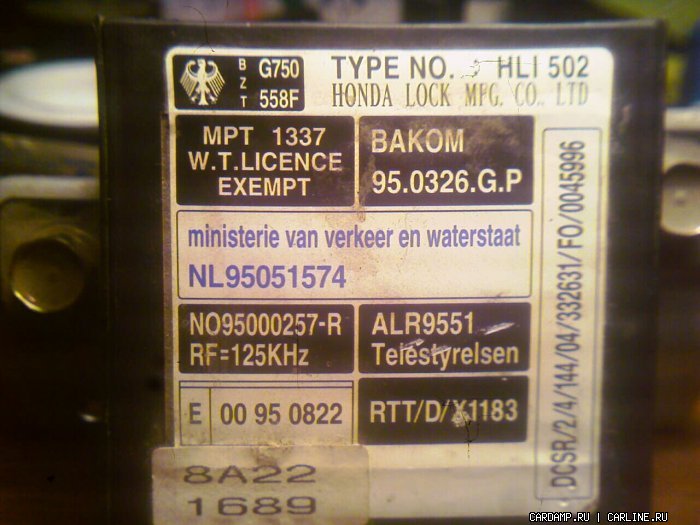 BZT G750 558F
TYPE NO. HLI 502
HONDA LOCK MFG. CO., LTD
MPT 1337
W.T.LICENCE
EXEMPT
BAKOM
95.0326.G.P
ministerie van verkeer en waterstaat
NL95051574
NO95000257-R
RF=125KHz
ALR9551
Telestyrelsen
E 00 95 0822
RTT/D/X1183
DCSR/2/4/144/04/332631/FO/0045996
8A22
1689
CARDAMP.RU | CARLINE.RU